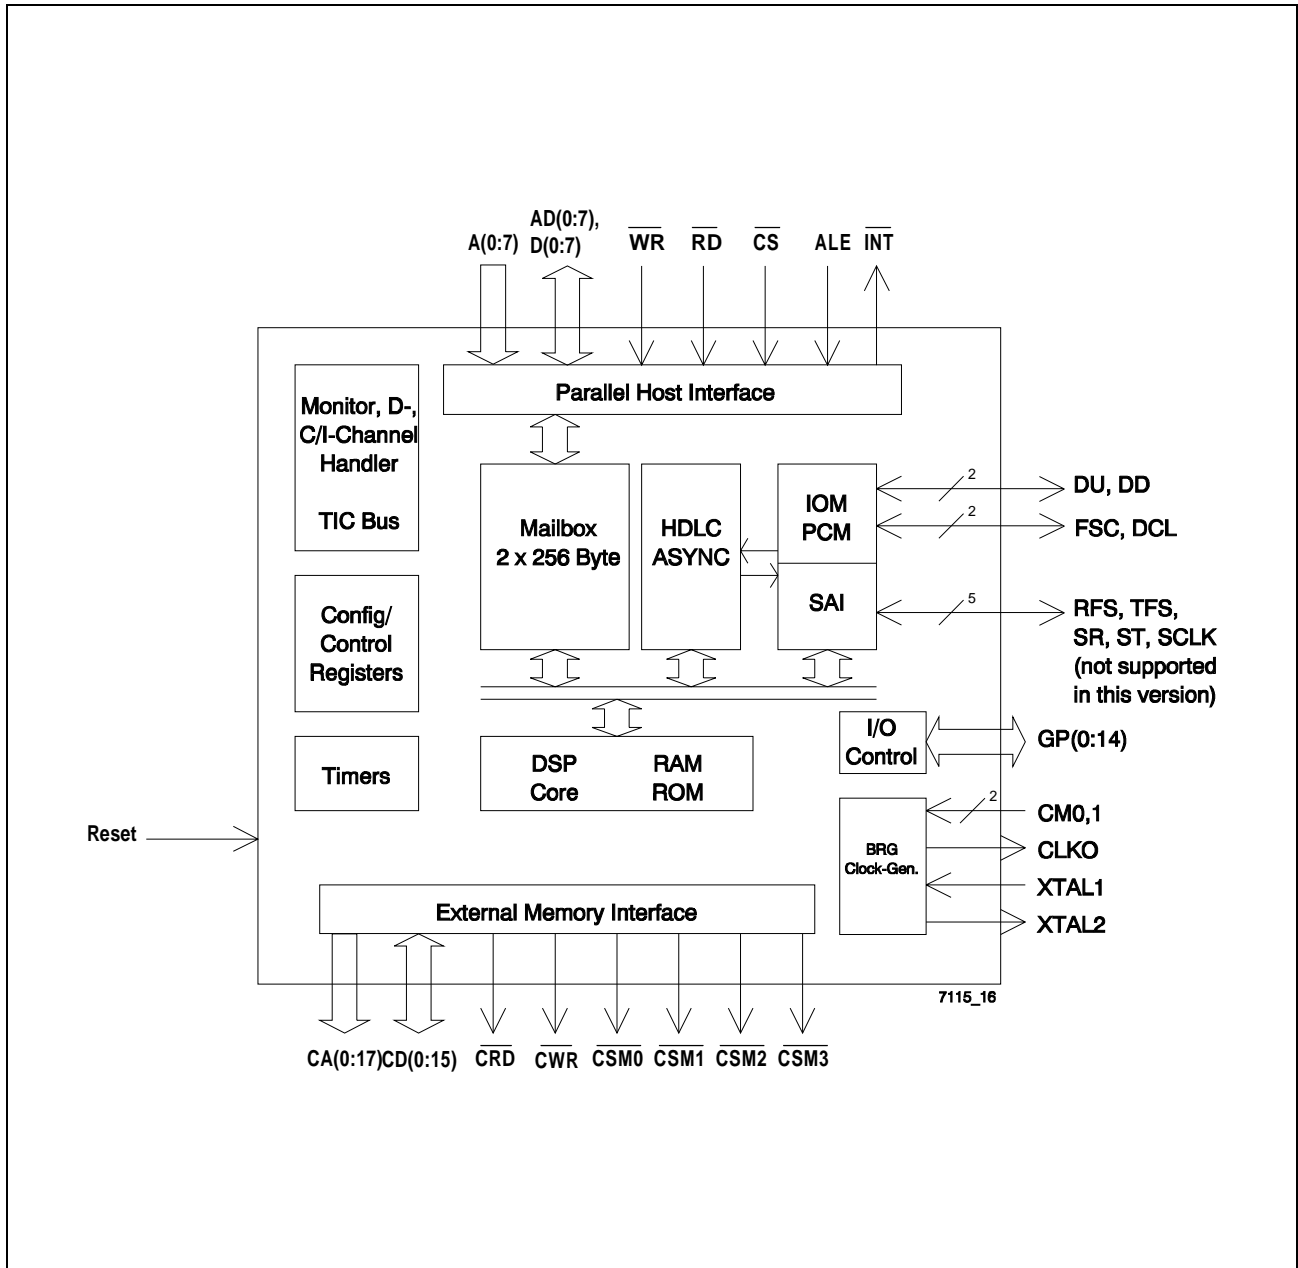 AD(0:7),
A(0:7) D(0:7) WR RD CS ALE INT
Parallel Host Interface
Monitor, D-,
C/I-Channel
Handler
TIC Bus
Mailbox
2 x 256 Byte
HDLC
ASYNC
IOM
PCM
SAI
2
DU, DD
2
FSC, DCL
5
RFS, TFS,
SR, ST, SCLK
(not supported
in this version)
Config/
Control
Registers
I/O
Control
GP(0:14)
Timers
DSP
Core
RAM
ROM
Reset
BRG
Clock-Gen.
2
CM0,1
CLKO
XTAL1
XTAL2
External Memory Interface
7115_16
CA(0:17) CD(0:15) CRD CWR CSM0 CSM1 CSM2 CSM3